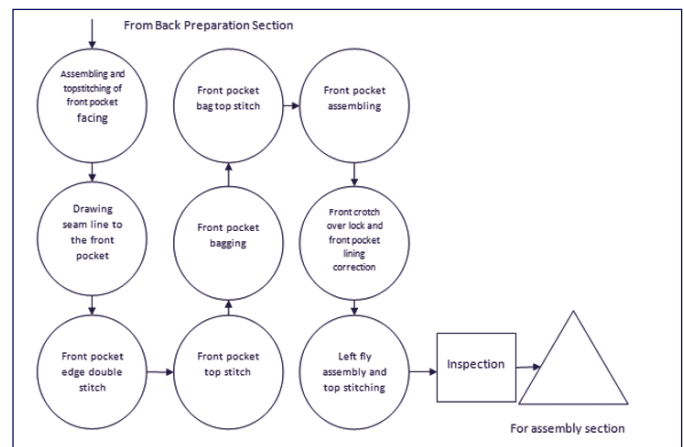 From Back Preparation Section
Assembling and
topstitching of
front pocket
facing
Drawing
seam line to
the front
pocket
Front pocket
edge double
stitch
Front pocket
top stitch
Front pocket
bagging
Front pocket
bag top stitch
Front pocket
assembling
Front crotch
over lock and
front pocket
lining
correction
Left fly
assembly and
top stitching
Inspection
For assembly section